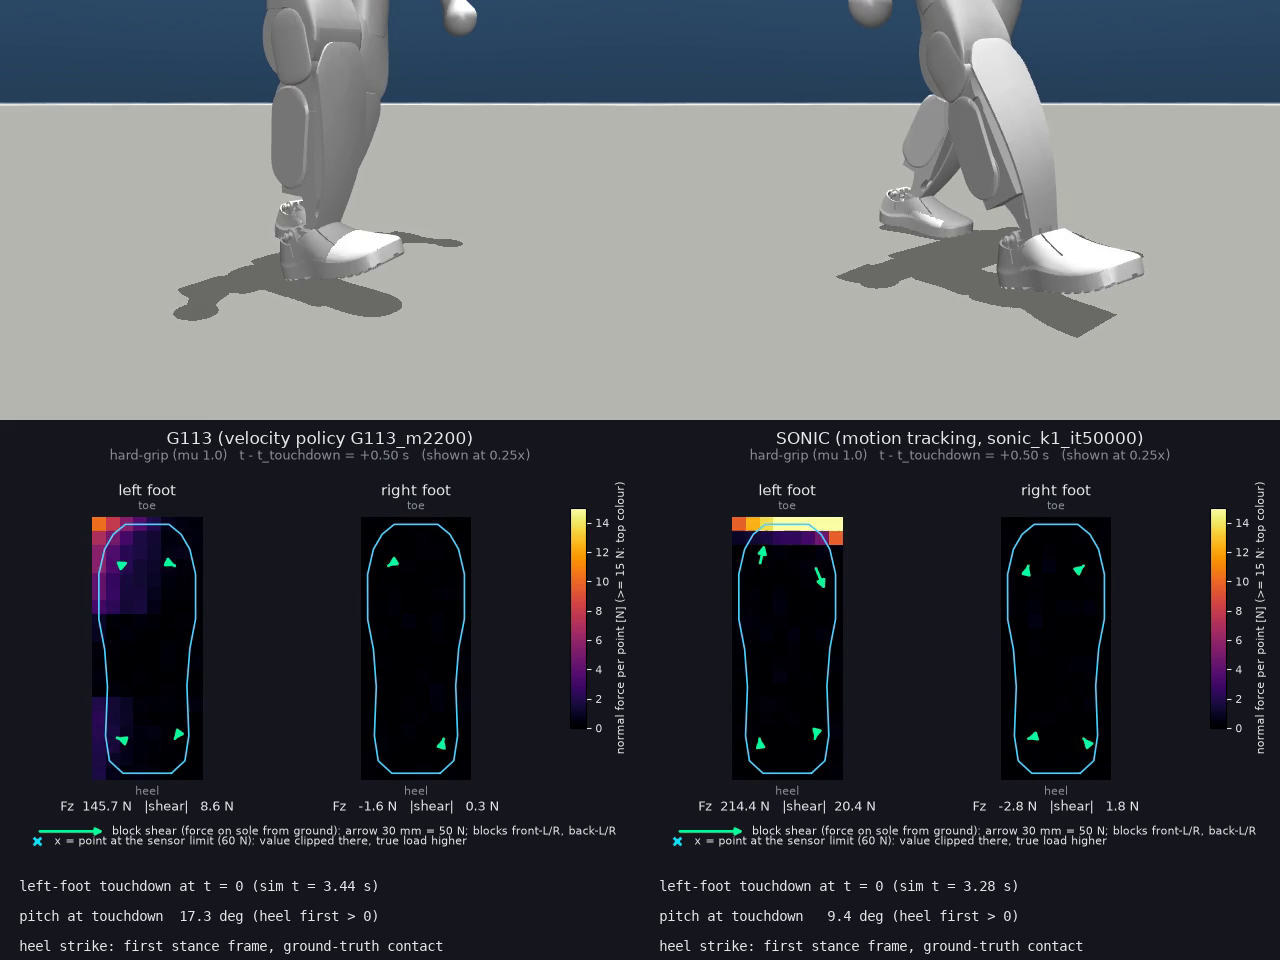 G113 (velocity policy G113_m2200)
hard-grip (mu 1.0)   t - t_touchdown = +0.50 s   (shown at 0.25x)
left foot
right foot
toe
toe
14
12
10
8
6
4
2
0
normal force per point [N] (>= 15 N: top colour)
heel
heel
Fz  145.7 N   |shear|   8.6 N
Fz   -1.6 N   |shear|   0.3 N
block shear (force on sole from ground): arrow 30 mm = 50 N; blocks front-L/R, back-L/R
x = point at the sensor limit (60 N): value clipped there, true load higher
left-foot touchdown at t = 0 (sim t = 3.44 s)
pitch at touchdown  17.3 deg (heel first > 0)
heel strike: first stance frame, ground-truth contact
SONIC (motion tracking, sonic_k1_it50000)
hard-grip (mu 1.0)   t - t_touchdown = +0.50 s   (shown at 0.25x)
left foot
right foot
toe
toe
14
12
10
8
6
4
2
0
normal force per point [N] (>= 15 N: top colour)
heel
heel
Fz  214.4 N   |shear|  20.4 N
Fz   -2.8 N   |shear|   1.8 N
block shear (force on sole from ground): arrow 30 mm = 50 N; blocks front-L/R, back-L/R
x = point at the sensor limit (60 N): value clipped there, true load higher
left-foot touchdown at t = 0 (sim t = 3.28 s)
pitch at touchdown   9.4 deg (heel first > 0)
heel strike: first stance frame, ground-truth contact